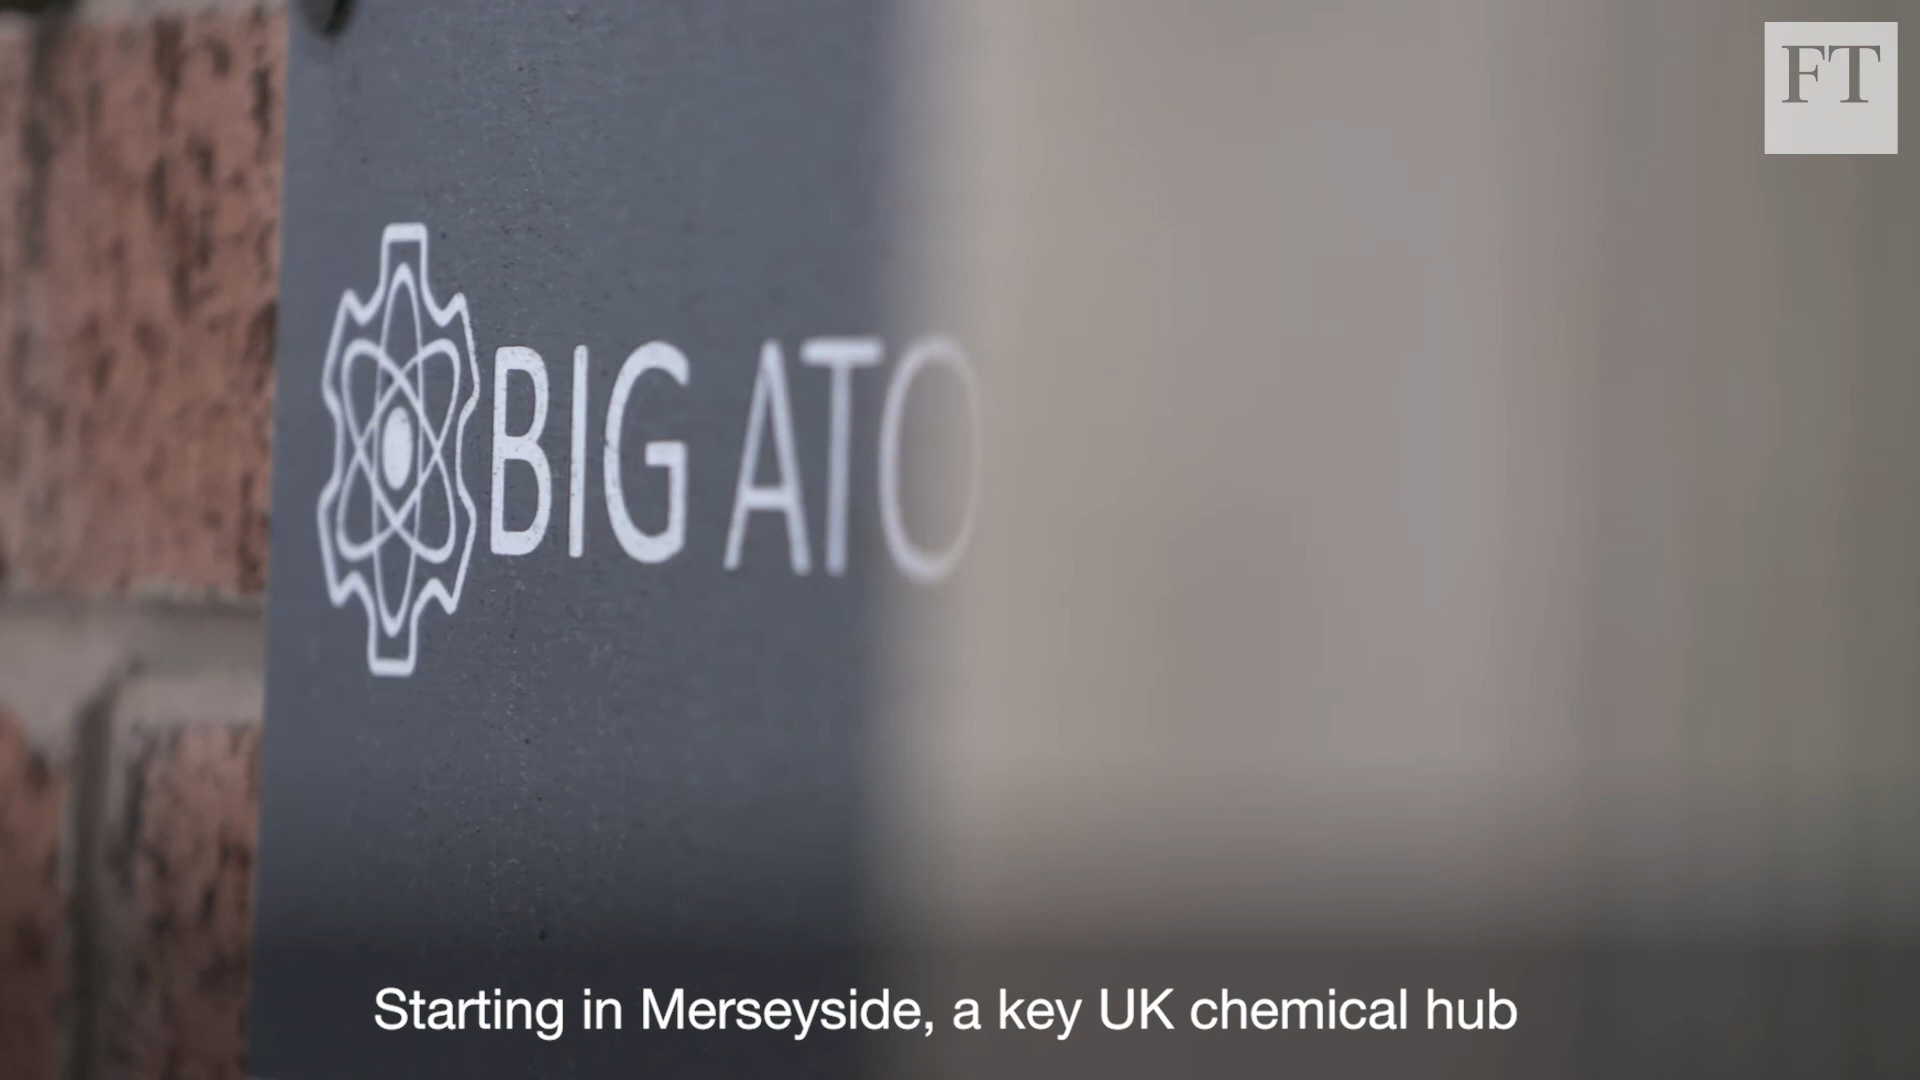 FT
BIG ATO
Starting in Merseyside, a key UK chemical hub